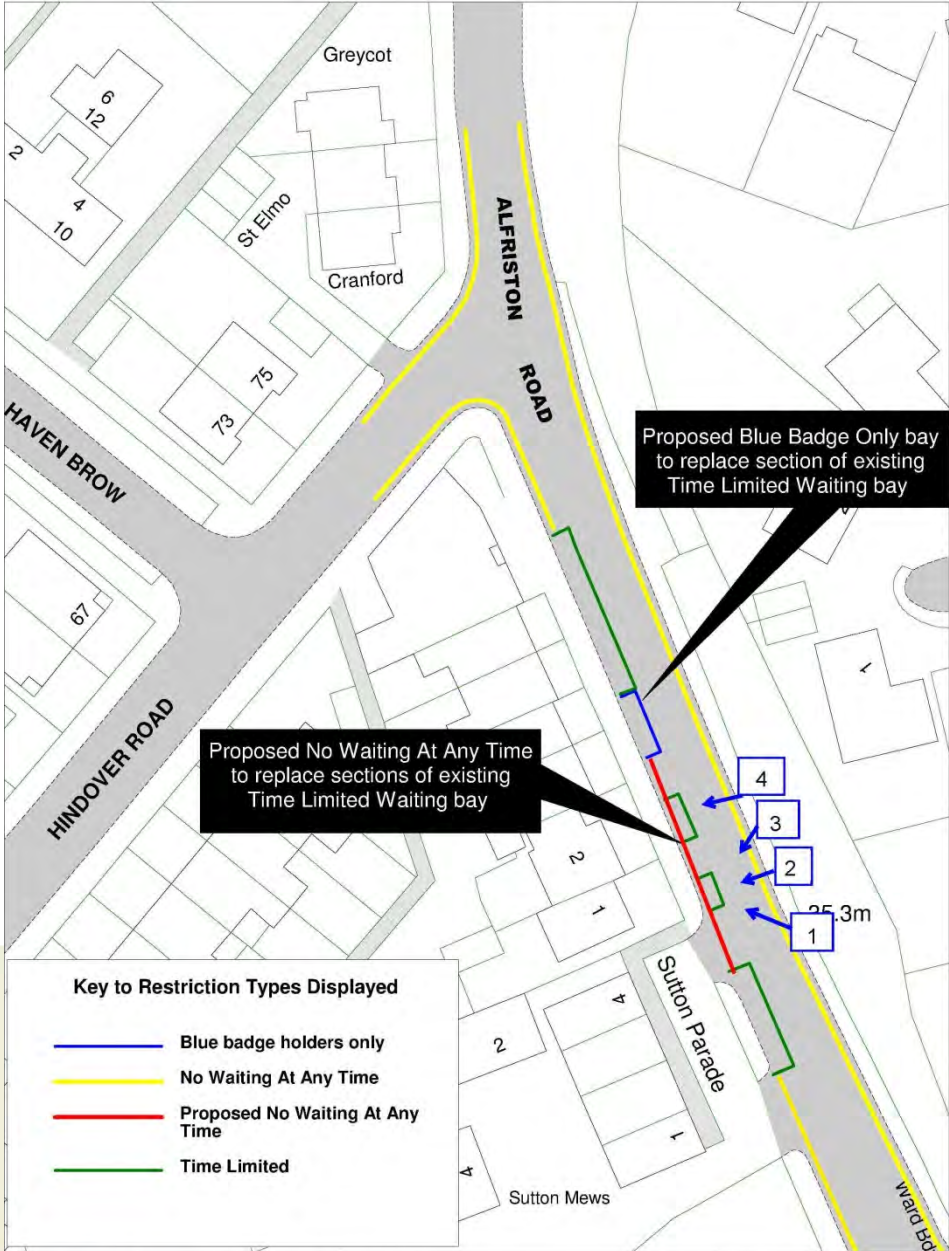 Greycot
6
12
2
4
10
St Elmo
Cranford
ALFRISTON
ROAD
75
73
HAVEN BROW
Proposed Blue Badge Only bay
to replace section of existing
Time Limited Waiting bay
67
1
HINDOVER ROAD
Proposed No Waiting At Any Time
to replace sections of existing
Time Limited Waiting bay
4
3
2
1
2
1
Sutton Parade
4
2
1
4
Sutton Mews
Ward Bd
Key to Restriction Types Displayed
Blue badge holders only
No Waiting At Any Time
Proposed No Waiting At Any
Time
Time Limited